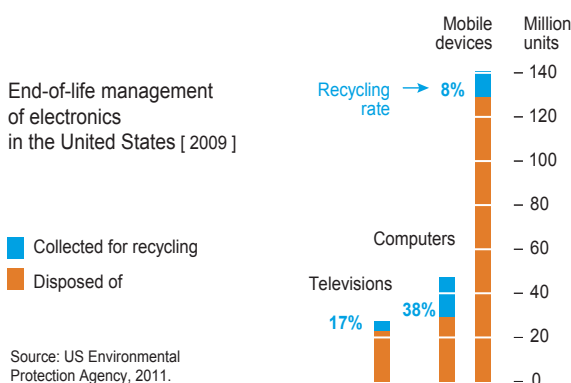 Mobile
devices
Million
units
End-of-life management
of electronics
in the United States [ 2009 ]
Recycling
rate
8%
– 140
– 120
– 100
– 80
– 60
– 40
– 20
– 0
Collected for recycling
Disposed of
Computers
Televisions
38%
17%
Source: US Environmental
Protection Agency, 2011.